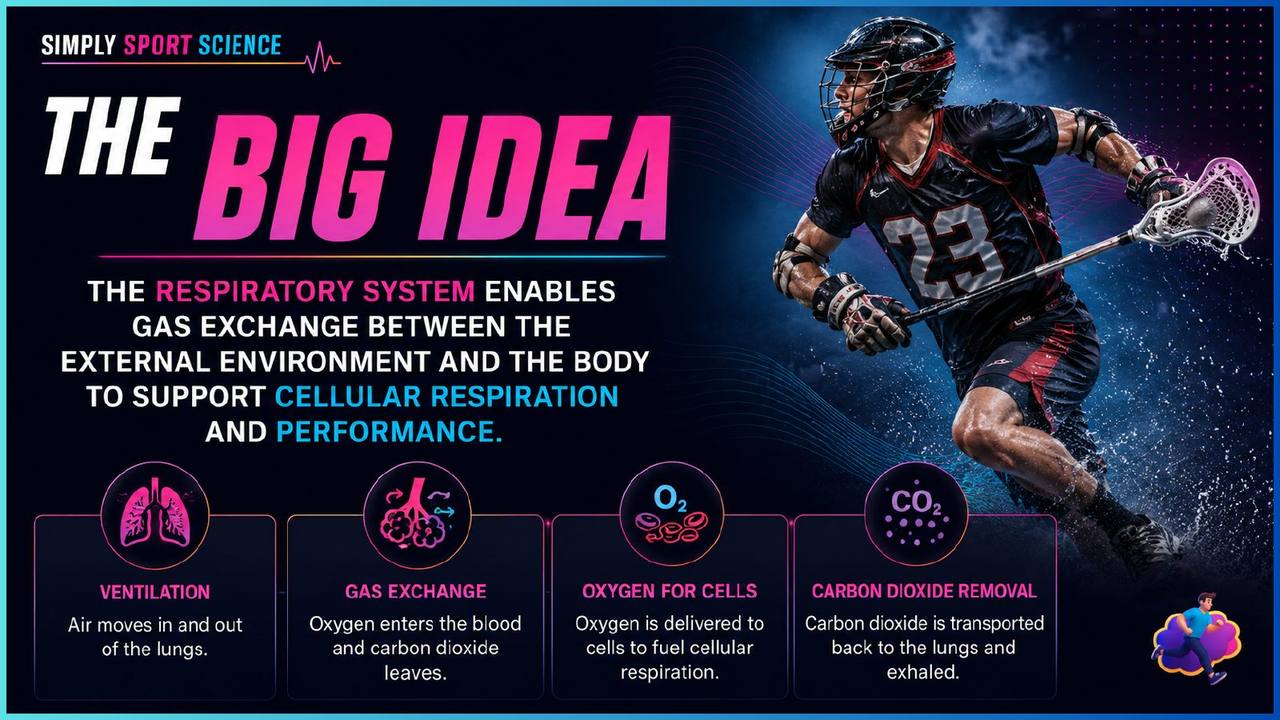 SIMPLY SPORT SCIENCE
THE BIG IDEA
THE RESPIRATORY SYSTEM ENABLES
GAS EXCHANGE BETWEEN THE
EXTERNAL ENVIRONMENT AND THE BODY
TO SUPPORT CELLULAR RESPIRATION
AND PERFORMANCE.
23
VENTILATION
Air moves in and out
of the lungs.
GAS EXCHANGE
Oxygen enters the blood
and carbon dioxide
leaves.
O₂
OXYGEN FOR CELLS
Oxygen is delivered to
cells to fuel cellular
respiration.
CO₂
CARBON DIOXIDE REMOVAL
Carbon dioxide is transported
back to the lungs and
exhaled.